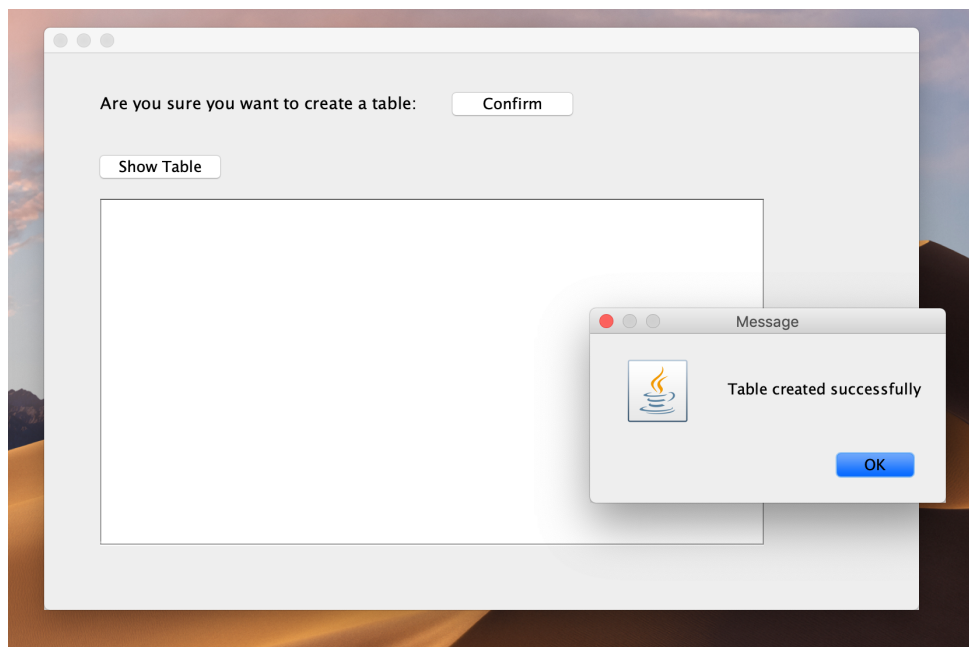 Are you sure you want to create a table:
Confirm
Show Table
Message
Table created successfully
OK